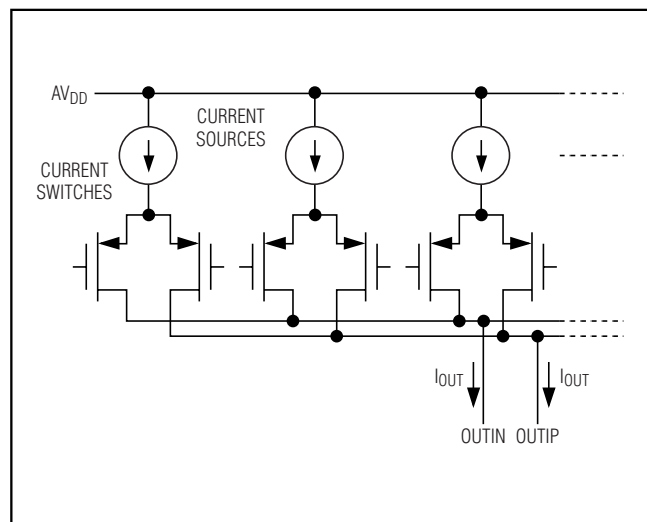 AVDD
CURRENT
SOURCES
CURRENT
SWITCHES
IOUT
IOUT
OUTIN
OUTIP